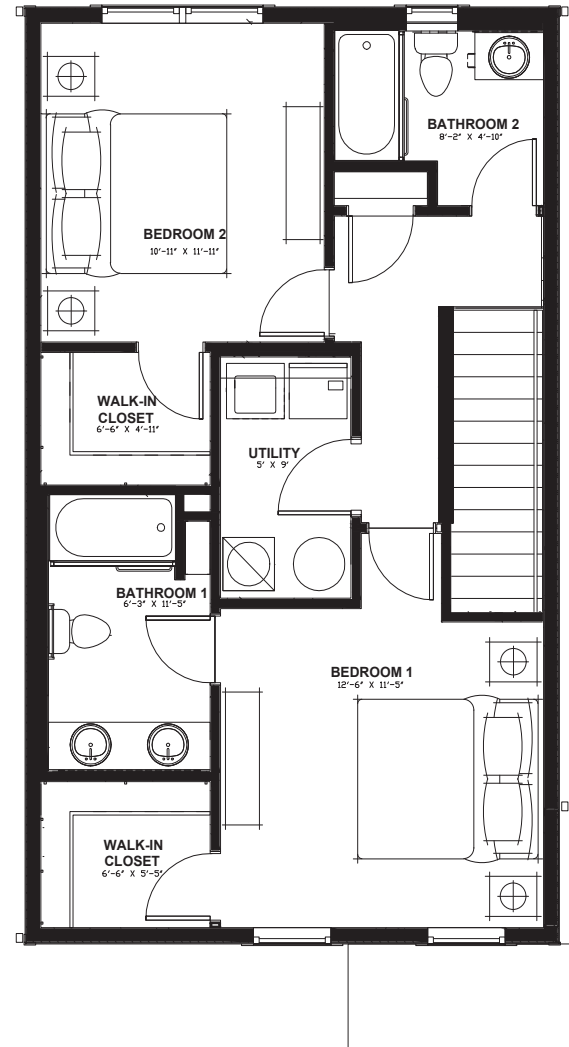 BATHROOM 2
8'-2" X 4'-10"
BEDROOM 2
10'-11" X 11'-11"
WALK-IN
CLOSET
6'-6" X 4'-11"
UTILITY
5' X 9'
BATHROOM 1
6'-3" X 11'-5"
BEDROOM 1
12'-6" X 11'-5"
WALK-IN
CLOSET
6'-6" X 5'-5"